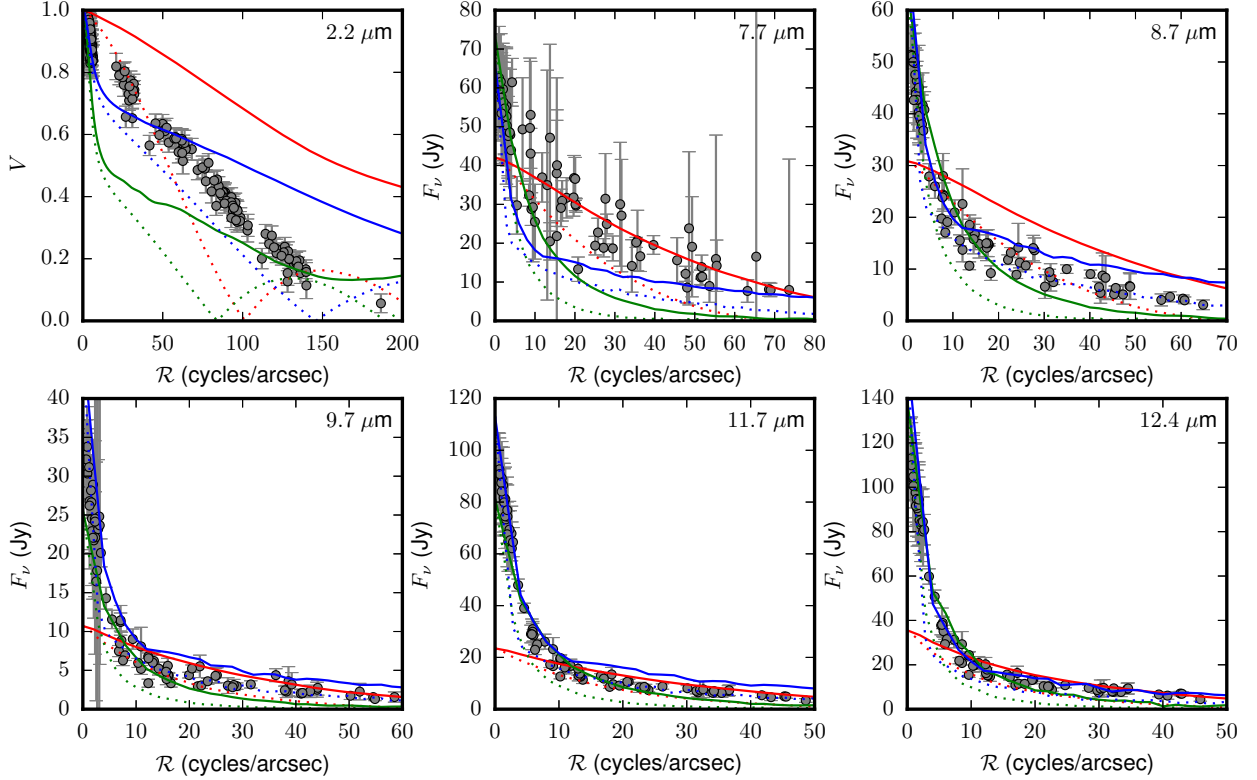 2.2 μm
V
1.0
0.8
0.6
0.4
0.2
0.0
0 50 100 150 200
R (cycles/arcsec)
7.7 μm
F_ν (Jy)
80
70
60
50
40
30
20
10
0
0 10 20 30 40 50 60 70 80
R (cycles/arcsec)
8.7 μm
F_ν (Jy)
60
50
40
30
20
10
0
0 10 20 30 40 50 60 70
R (cycles/arcsec)
9.7 μm
F_ν (Jy)
40
35
30
25
20
15
10
5
0
0 10 20 30 40 50 60
R (cycles/arcsec)
11.7 μm
F_ν (Jy)
120
100
80
60
40
20
0
0 10 20 30 40 50
R (cycles/arcsec)
12.4 μm
F_ν (Jy)
140
120
100
80
60
40
20
0
0 10 20 30 40 50
R (cycles/arcsec)